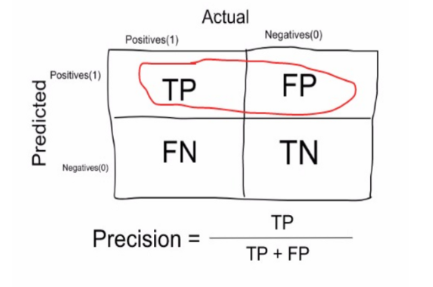 Actual
Positives(1) Negatives(0)
Predicted
Positives(1) TP FP
Negatives(0) FN TN
Precision = TP
TP + FP